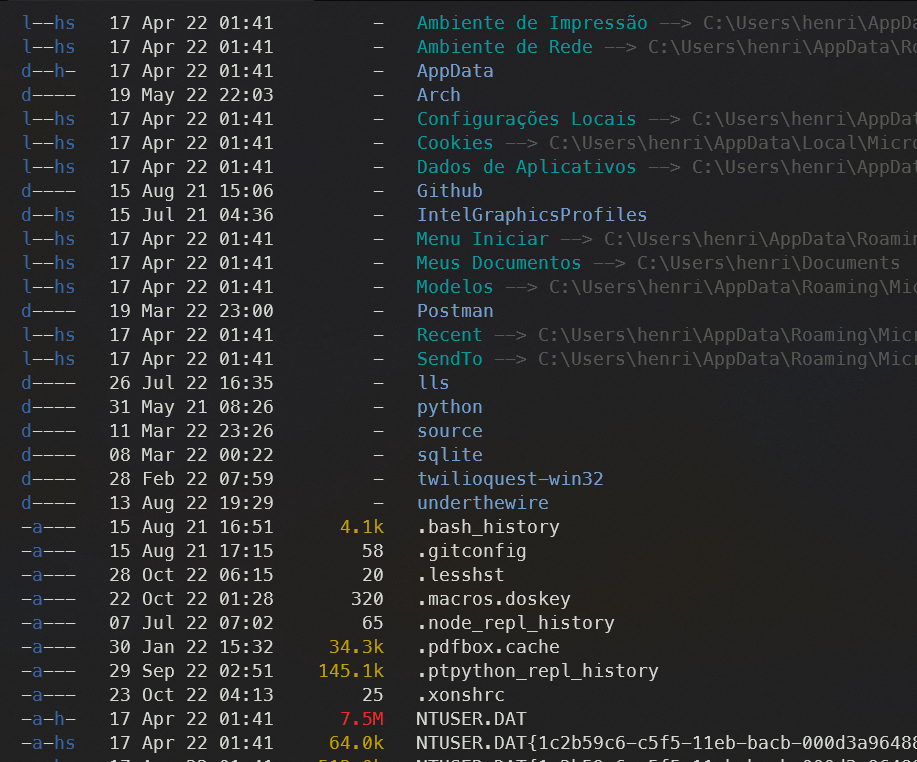 l--hs 17 Apr 22 01:41 - Ambiente de Impressão --> C:\Users\henri\AppDa
l--hs 17 Apr 22 01:41 - Ambiente de Rede --> C:\Users\henri\AppData\Ro
d--h- 17 Apr 22 01:41 - AppData
d---- 19 May 22 22:03 - Arch
l--hs 17 Apr 22 01:41 - Configurações Locais --> C:\Users\henri\AppDat
l--hs 17 Apr 22 01:41 - Cookies --> C:\Users\henri\AppData\Local\Micro
l--hs 17 Apr 22 01:41 - Dados de Aplicativos --> C:\Users\henri\AppDat
d---- 15 Aug 21 15:06 - Github
d---- 15 Jul 21 04:36 - IntelGraphicsProfiles
l--hs 17 Apr 22 01:41 - Menu Iniciar --> C:\Users\henri\AppData\Roamin
l--hs 17 Apr 22 01:41 - Meus Documentos --> C:\Users\henri\Documents
l--hs 17 Apr 22 01:41 - Modelos --> C:\Users\henri\AppData\Roaming\Mic
d---- 19 Mar 22 23:00 - Postman
l--hs 17 Apr 22 01:41 - Recent --> C:\Users\henri\AppData\Roaming\Micr
l--hs 17 Apr 22 01:41 - SendTo --> C:\Users\henri\AppData\Roaming\Micr
d---- 26 Jul 22 16:35 - lls
d---- 31 May 21 08:26 - python
d---- 11 Mar 22 23:26 - source
d---- 08 Mar 22 00:22 - sqlite
d---- 28 Feb 22 07:59 - twilioquest-win32
d---- 13 Aug 22 19:29 - underthewire
-a--- 15 Aug 21 16:51 4.1k .bash_history
-a--- 15 Aug 21 17:15 58 .gitconfig
-a--- 28 Oct 22 06:15 20 .lesshst
-a--- 22 Oct 22 01:28 320 .macros.doskey
-a--- 07 Jul 22 07:02 65 .node_repl_history
-a--- 30 Jan 22 15:32 34.3k .pdfbox.cache
-a--- 29 Sep 22 02:51 145.1k .ptpython_repl_history
-a--- 23 Oct 22 04:13 25 .xonshrc
-a-h- 17 Apr 22 01:41 7.5M NTUSER.DAT
-a-hs 17 Apr 22 01:41 64.0k NTUSER.DAT{1c2b59c6-c5f5-11eb-bacb-000d3a96488